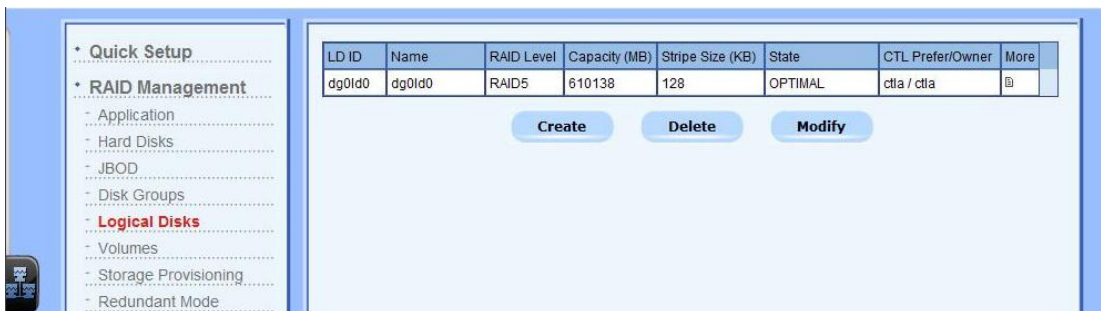 Quick Setup
RAID Management
- Application
- Hard Disks
- JBOD
- Disk Groups
- Logical Disks
- Volumes
- Storage Provisioning
- Redundant Mode
LD ID Name RAID Level Capacity (MB) Stripe Size (KB) State CTL Prefer/Owner More
dg0ld0 dg0ld0 RAID5 610138 128 OPTIMAL ctla / ctla
Create Delete Modify